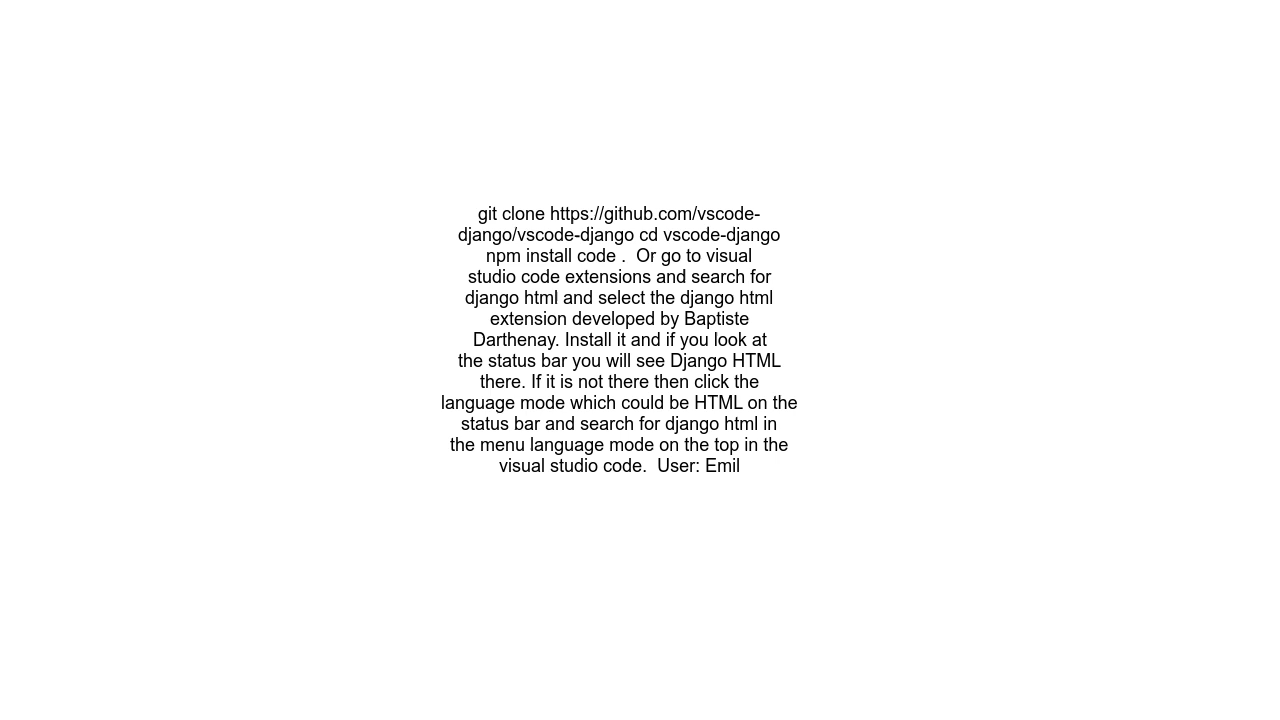 git clone https://github.com/vscode-
django/vscode-django cd vscode-django
npm install code .  Or go to visual
studio code extensions and search for
django html and select the django html
extension developed by Baptiste
Darthenay. Install it and if you look at
the status bar you will see Django HTML
there. If it is not there then click the
language mode which could be HTML on the
status bar and search for django html in
the menu language mode on the top in the
visual studio code.  User: Emil